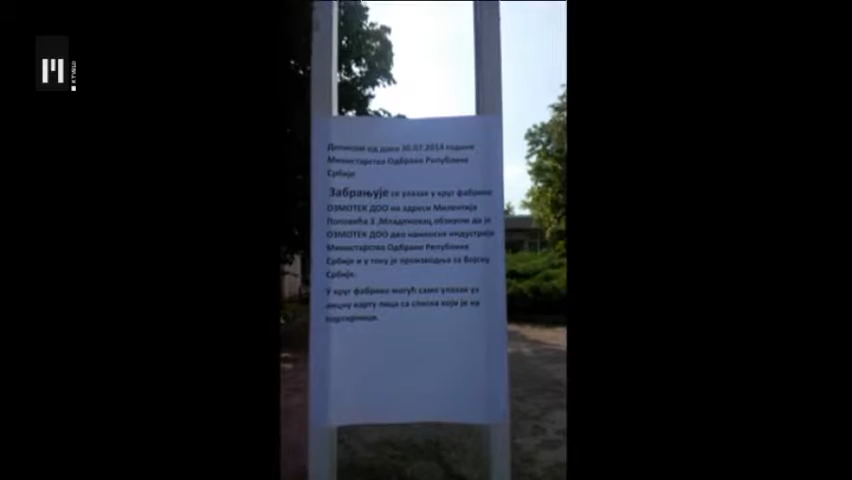 Дописом од дана 30.07.2014 године
Министарства Одбране Републике
Србије
Забрањује се улазак у круг фабрике
ОЗМОТЕК ДОО на адреси Милентија
Поповића 2 ,Младеновац обзиром да је
ОЗМОТЕК ДОО део наменске индустрије
Министарства Одбране Републике
Србије и у току је производња за Војску
Србије.
У круг фабрике могућ само улазак уз
личну карту лица са списка који је на
портирници.